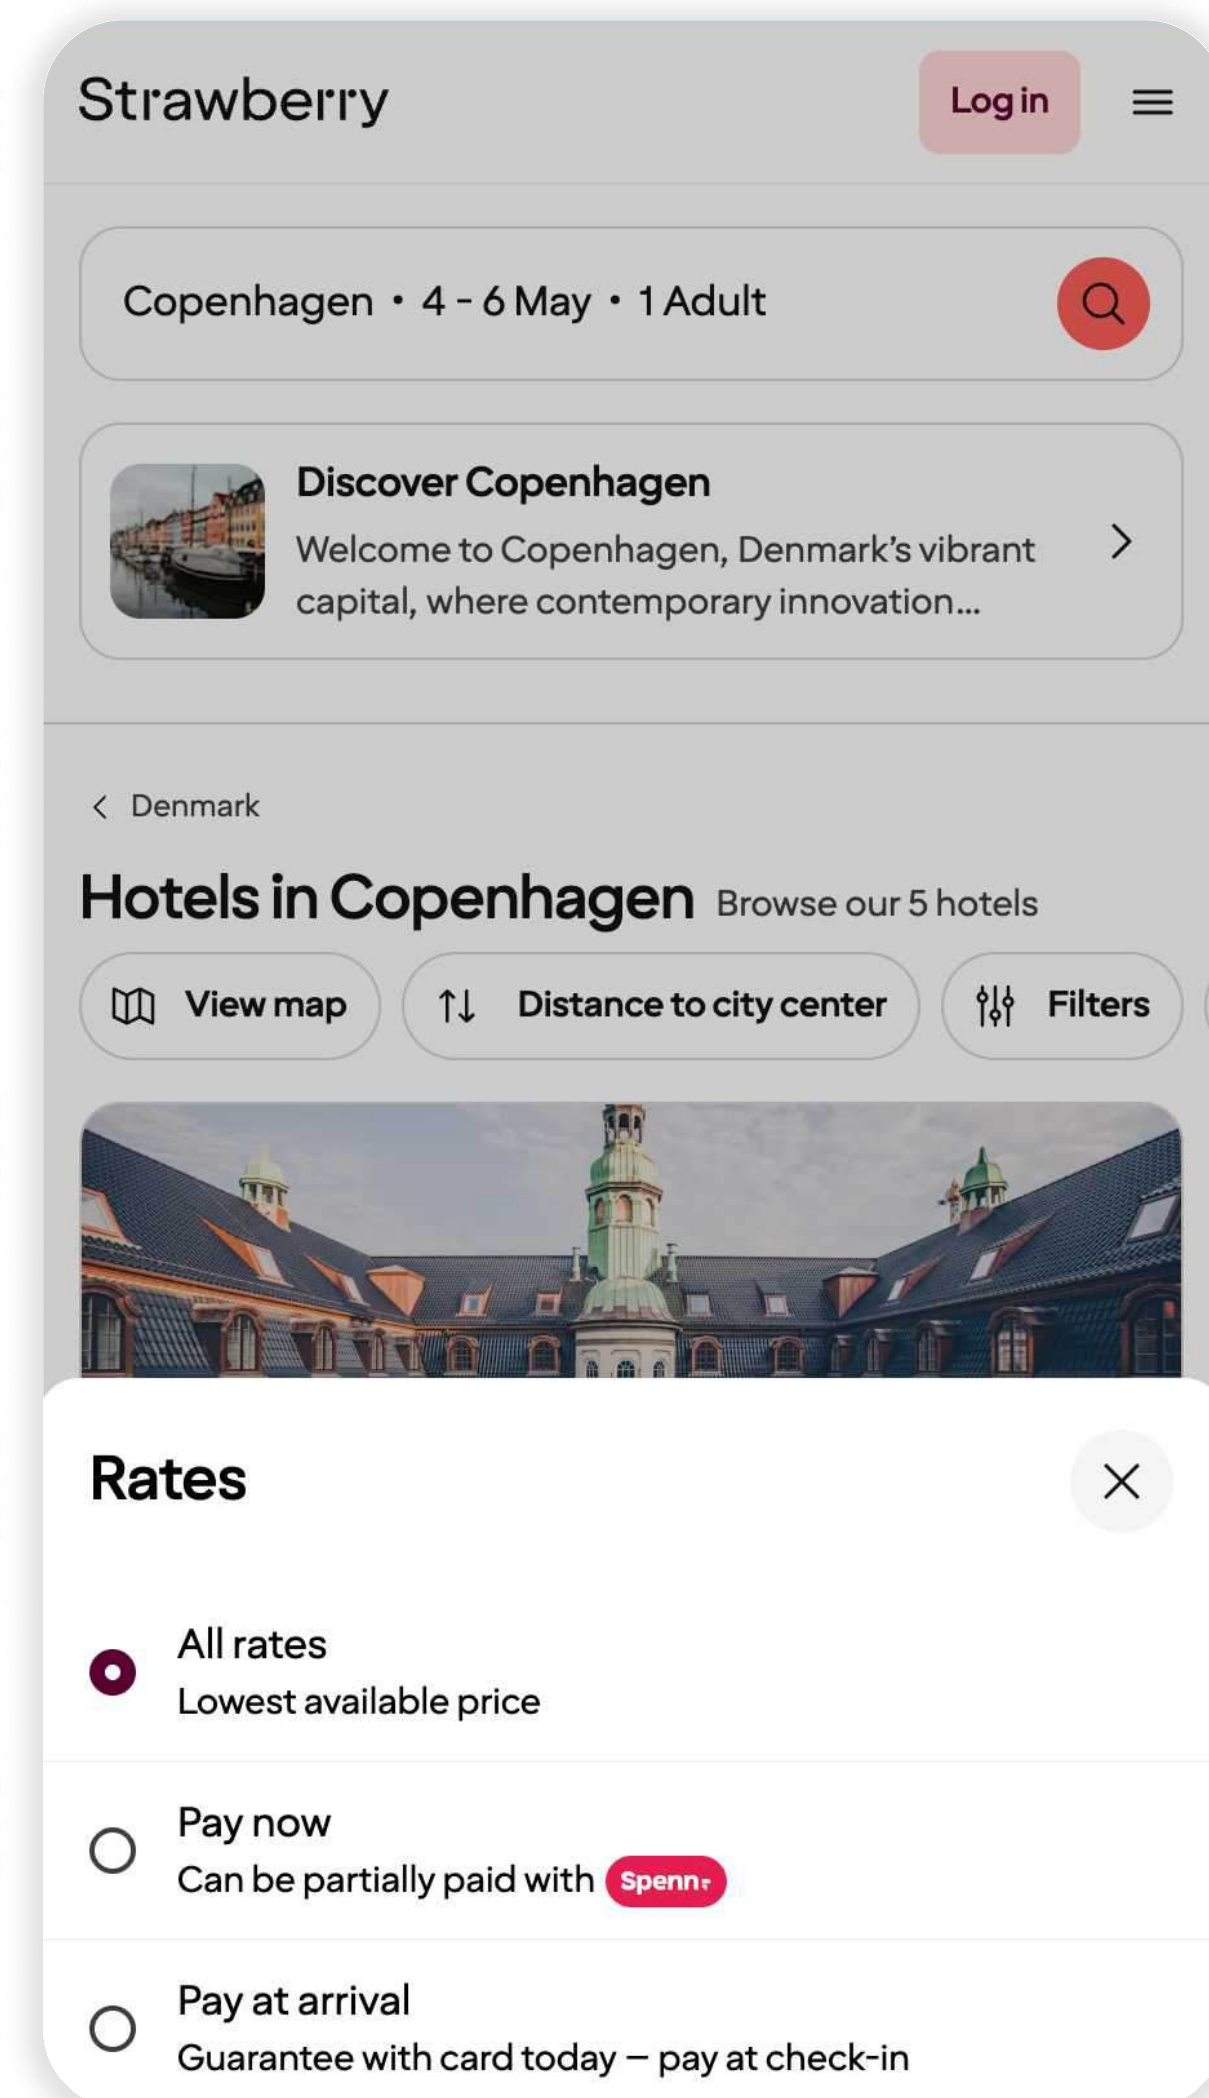 Strawberry
Log in
Copenhagen • 4 - 6 May • 1 Adult
Discover Copenhagen
Welcome to Copenhagen, Denmark’s vibrant
capital, where contemporary innovation...
Denmark
Hotels in Copenhagen Browse our 5 hotels
View map
Distance to city center
Filters
Rates
All rates
Lowest available price
Pay now
Can be partially paid with Spenn
Pay at arrival
Guarantee with card today – pay at check-in